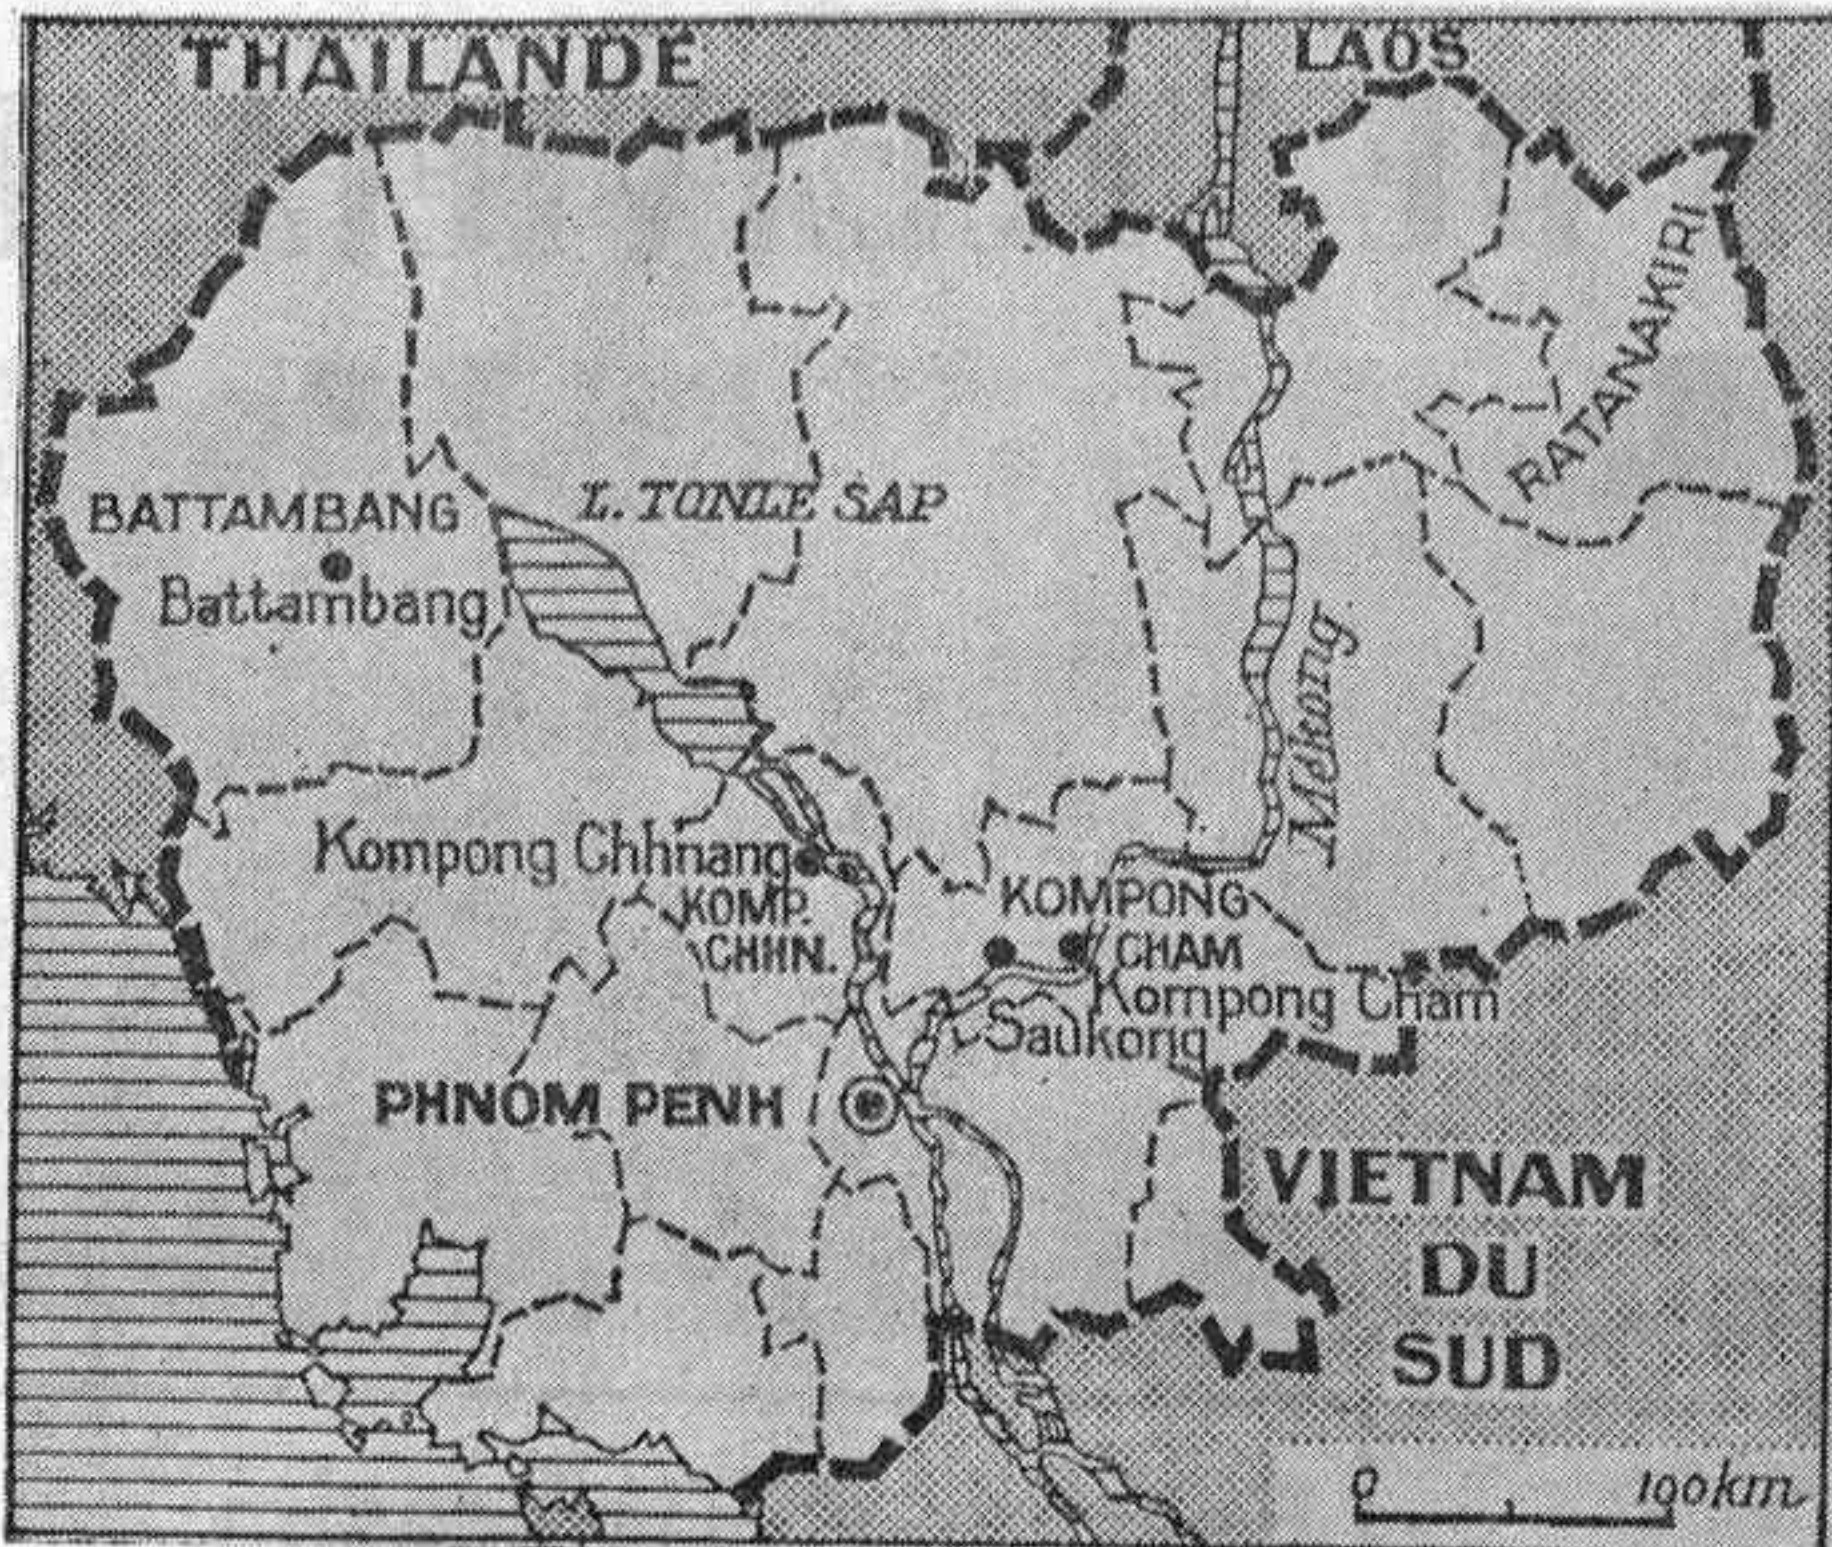 THAILANDE
LAOS
RATANAKIRI
BATTAMBANG
Battambang
L. TONLE SAP
Mékong
Kompong Chhnang
KOMP.
CHHN.
KOMPONG
CHAM
Kompong Cham
Saukong
PHNOM PENH
VIETNAM
DU
SUD
0 100km